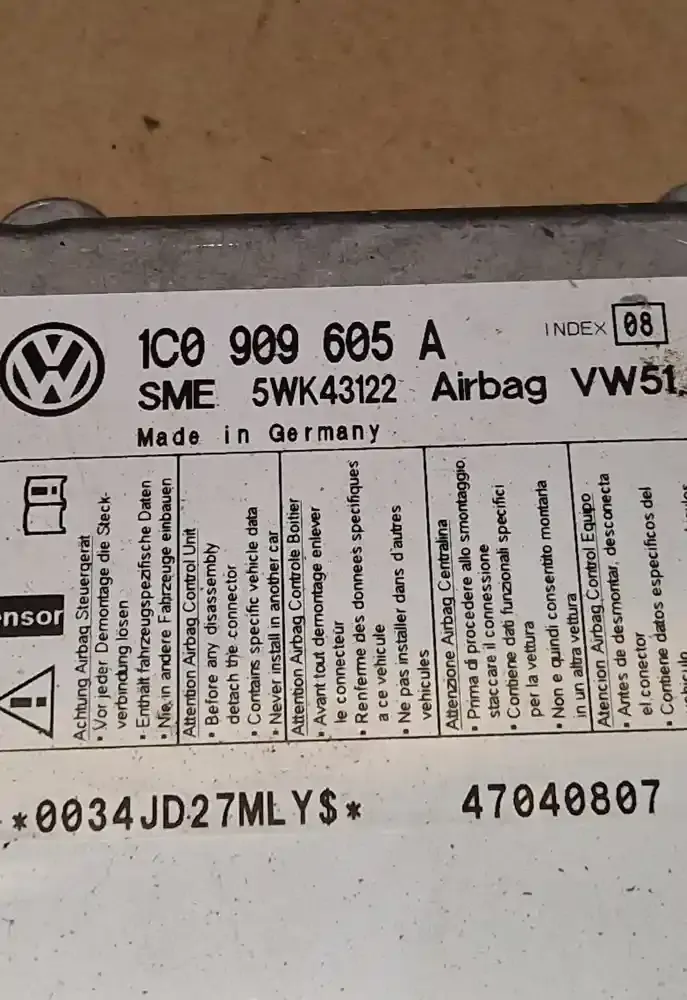 1C0 909 605 A
INDEX 08
SME 5WK43122 Airbag VW51
Made in Germany
nsor
Achtung Airbag Steuergerät
• Vor jeder Demontage die Steck-
verbindung lösen
• Enthält fahrzeugspezifische Daten
• Nie in andere Fahrzeuge einbauen
Attention Airbag Control Unit
• Before any disassembly
detach the connector
• Contains specific vehicle data
• Never install in another car
Attention Airbag Controle Boitier
• Avant tout demontage enlever
le connecteur
• Renferme des donnees specifiques
a ce vehicule
• Ne pas installer dans d'autres
vehicules
Attenzione Airbag Centralina
• Prima di procedere allo smontaggio
staccare il connessione
• Contiene dati funzionali specifici
per la vettura
• Non e quindi consentito montarla
in un altra vettura
Atencion Airbag Control Equipo
• Antes de desmontar, desconecta
el conector
• Contiene datos especificos del
*0034JD27MLY$*
47040807